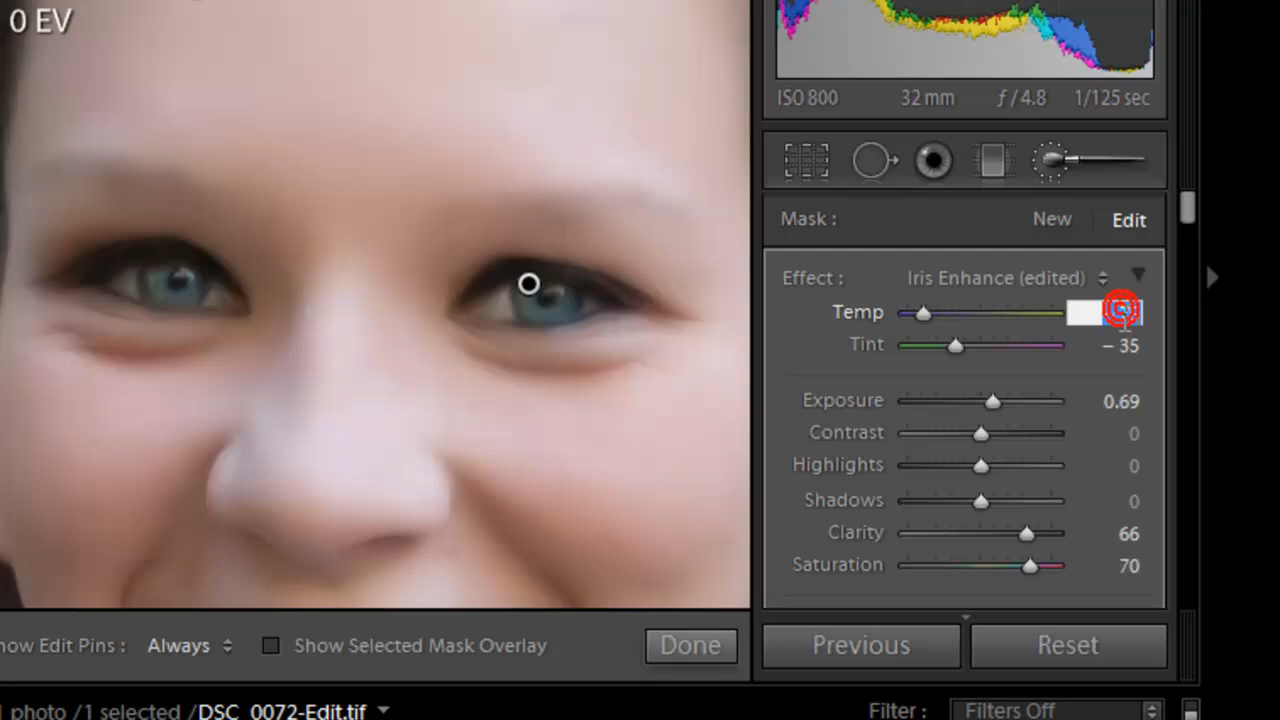 0 EV
ISO 800 32 mm ƒ / 4.8 1/125 sec
Mask : New Edit
Effect : Iris Enhance (edited)
Temp
Tint – 35
Exposure 0.69
Contrast 0
Highlights 0
Shadows 0
Clarity 66
Saturation 70
how Edit Pins : Always Show Selected Mask Overlay Done
Previous Reset
photo / 1 selected / DSC_0072-Edit.tif Filter : Filters Off